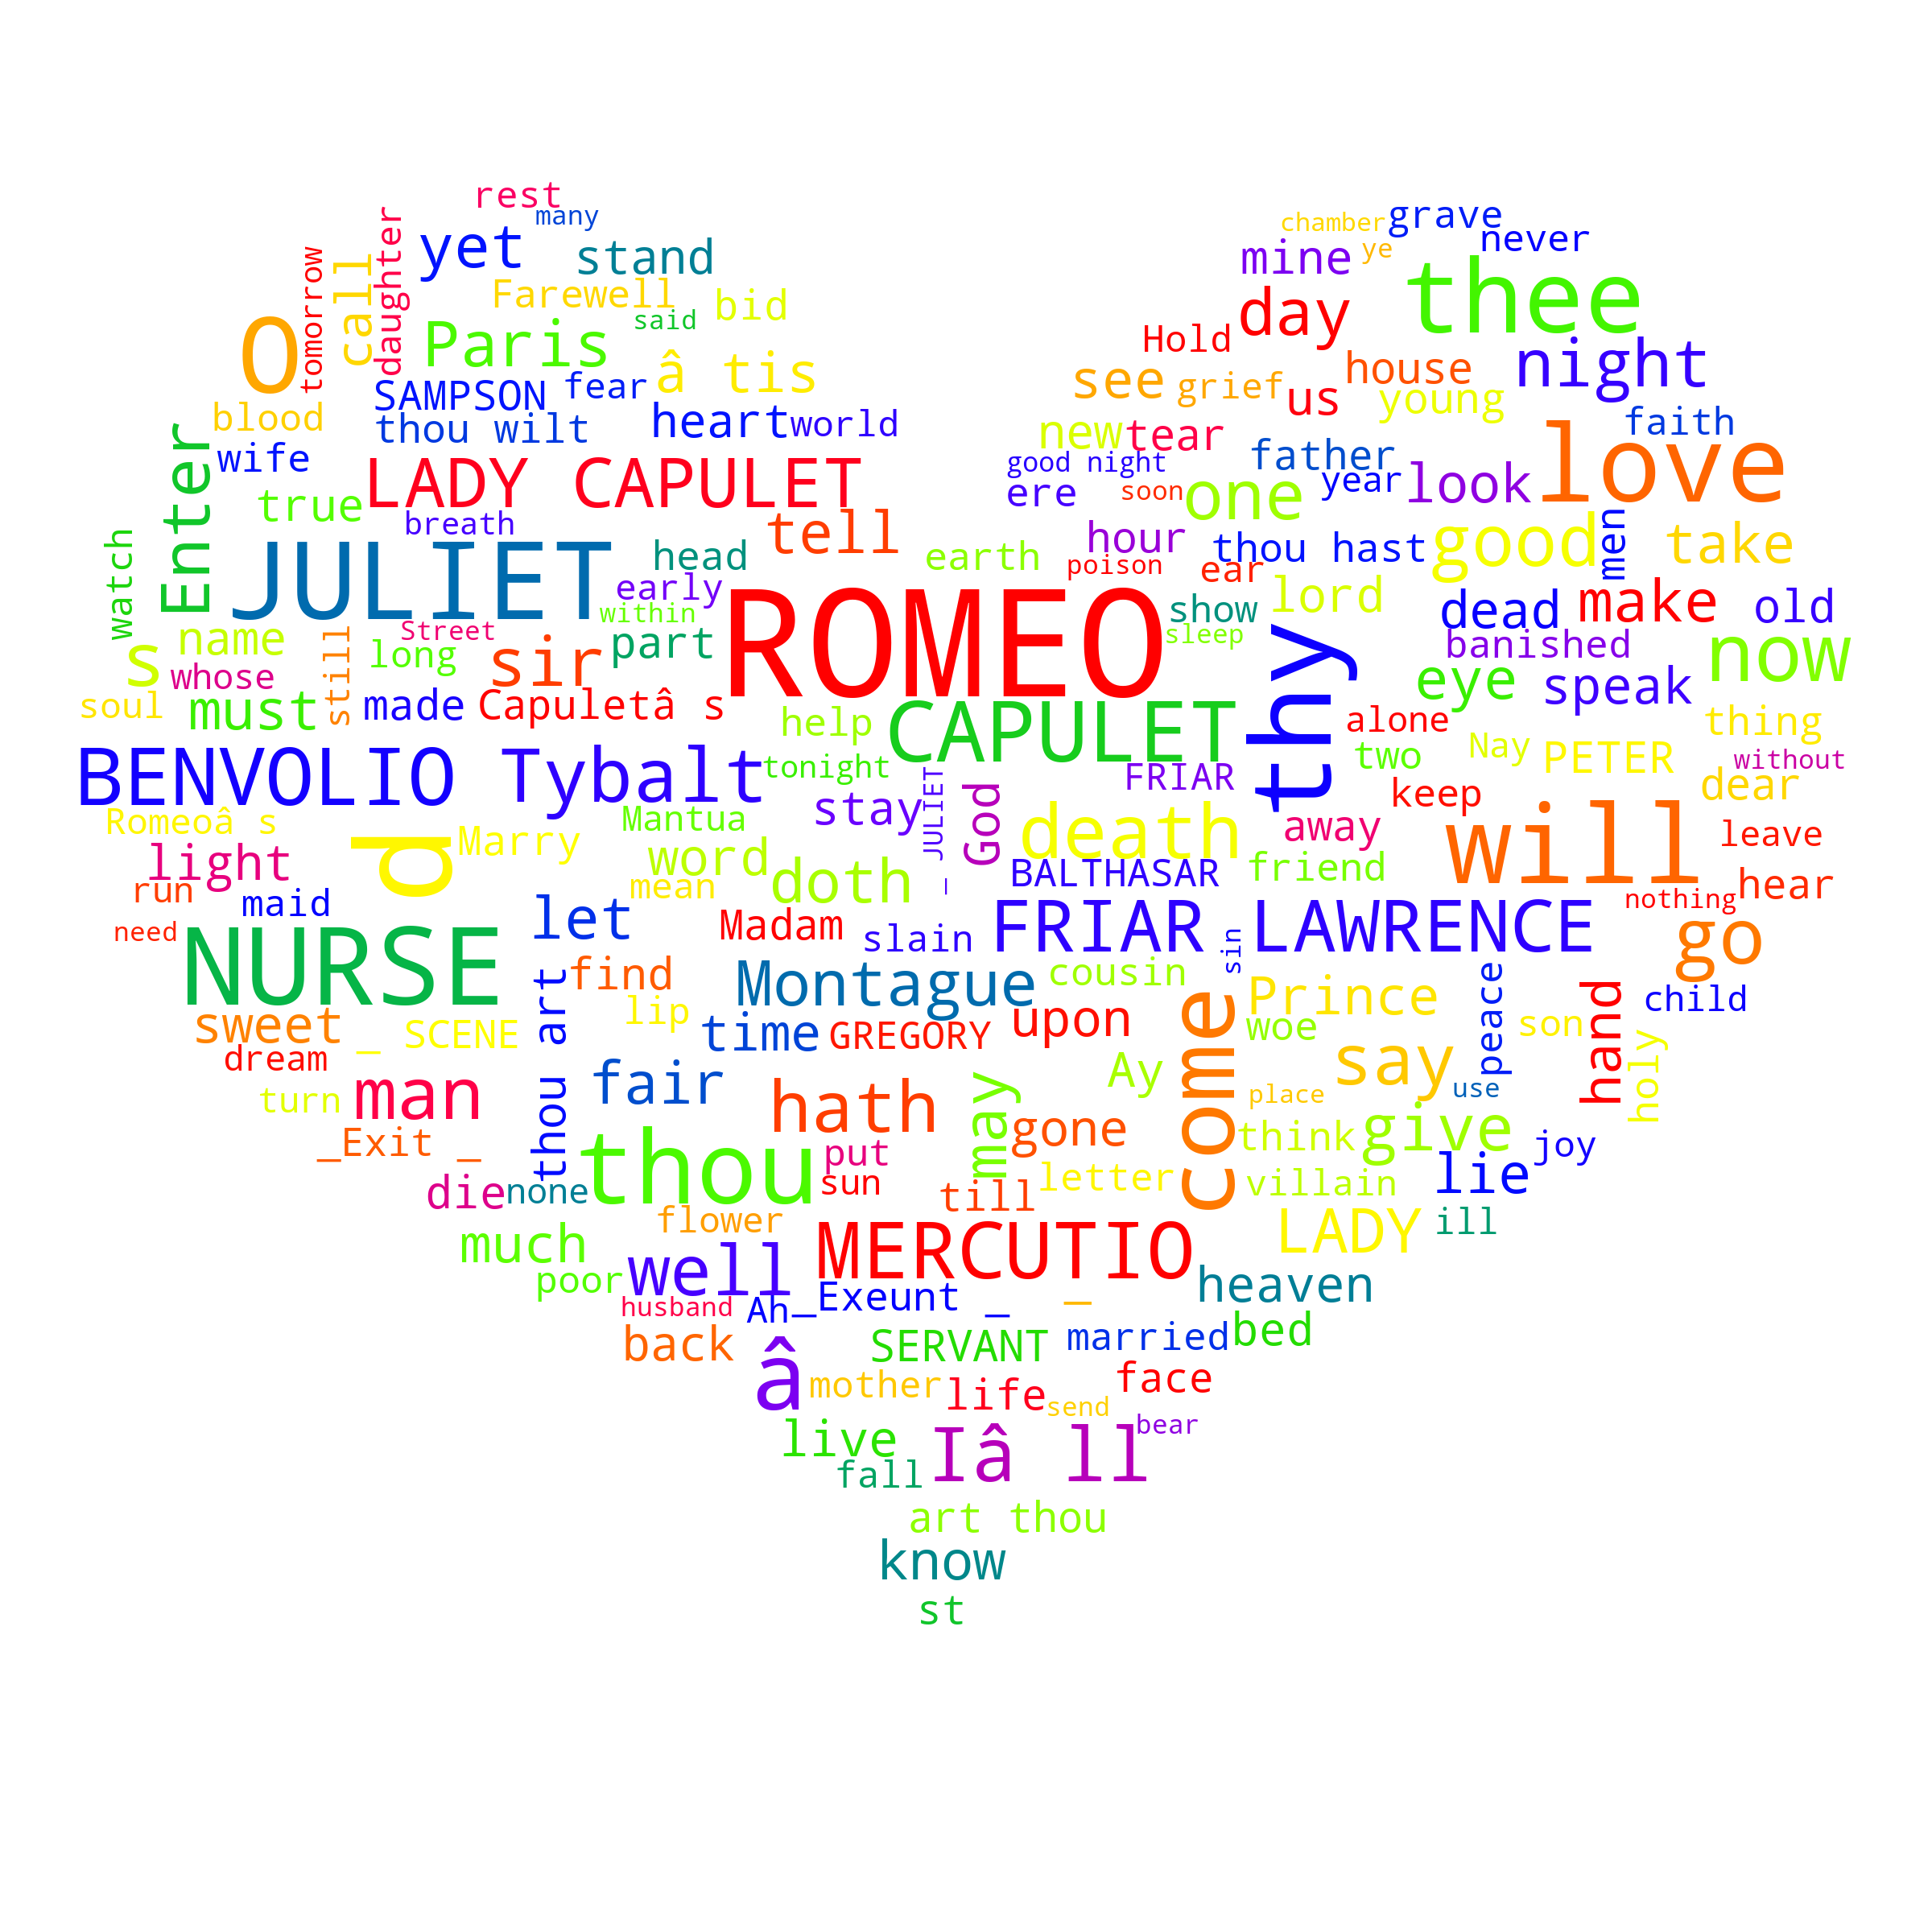 rest
many
chamber
grave
yet
never
stand
mine
ye
thee
daughter
tomorrow
call
Farewell
bid
day
said
O
Paris
Hold
night
â tis
house
see
grief
us
young
SAMPSON
fear
blood
thou wilt
heart
world
faith
new
tear
love
Enter
wife
father
good night
LADY CAPULET
year
look
ere
soon
one
true
breath
tell
hour
thou hast
good
men
take
watch
JULIET
head
earth
poison
ear
early
lord
ROMEO
within
show
dead
make
old
thy
name
Street
part
sleep
banished
now
s
still
long
sir
whose
eye
speak
soul
must
made
Capuletâ s
help
CAPULET
alone
thing
two
Nay
PETER
without
BENVOLIO
Tybalt
tonight
_ JULIET
God
FRIAR
keep
dear
Romeoâ s
Mantua
stay
death
away
will
leave
d
Marry
light
word
friend
run
mean
doth
BALTHASAR
nothing
hear
maid
need
let
Madam
slain
FRIAR LAWRENCE
sin
go
NURSE
thou art
find
Montague
cousin
come
Prince
peace
hand
child
sweet
_ SCENE
lip
time
GREGORY
upon
woe
son
dream
say
holy
turn
man
fair
hath
may
Ay
place
use
_Exit _
thou
put
gone
think
give
joy
die
none
sun
till
letter
villain
lie
flower
much
well
MERCUTIO
LADY
ill
poor
husband
Ah
_Exeunt _
_
heaven
back
SERVANT
married
bed
â
mother
life
face
send
live
Iâ ll
bear
fall
art thou
know
st